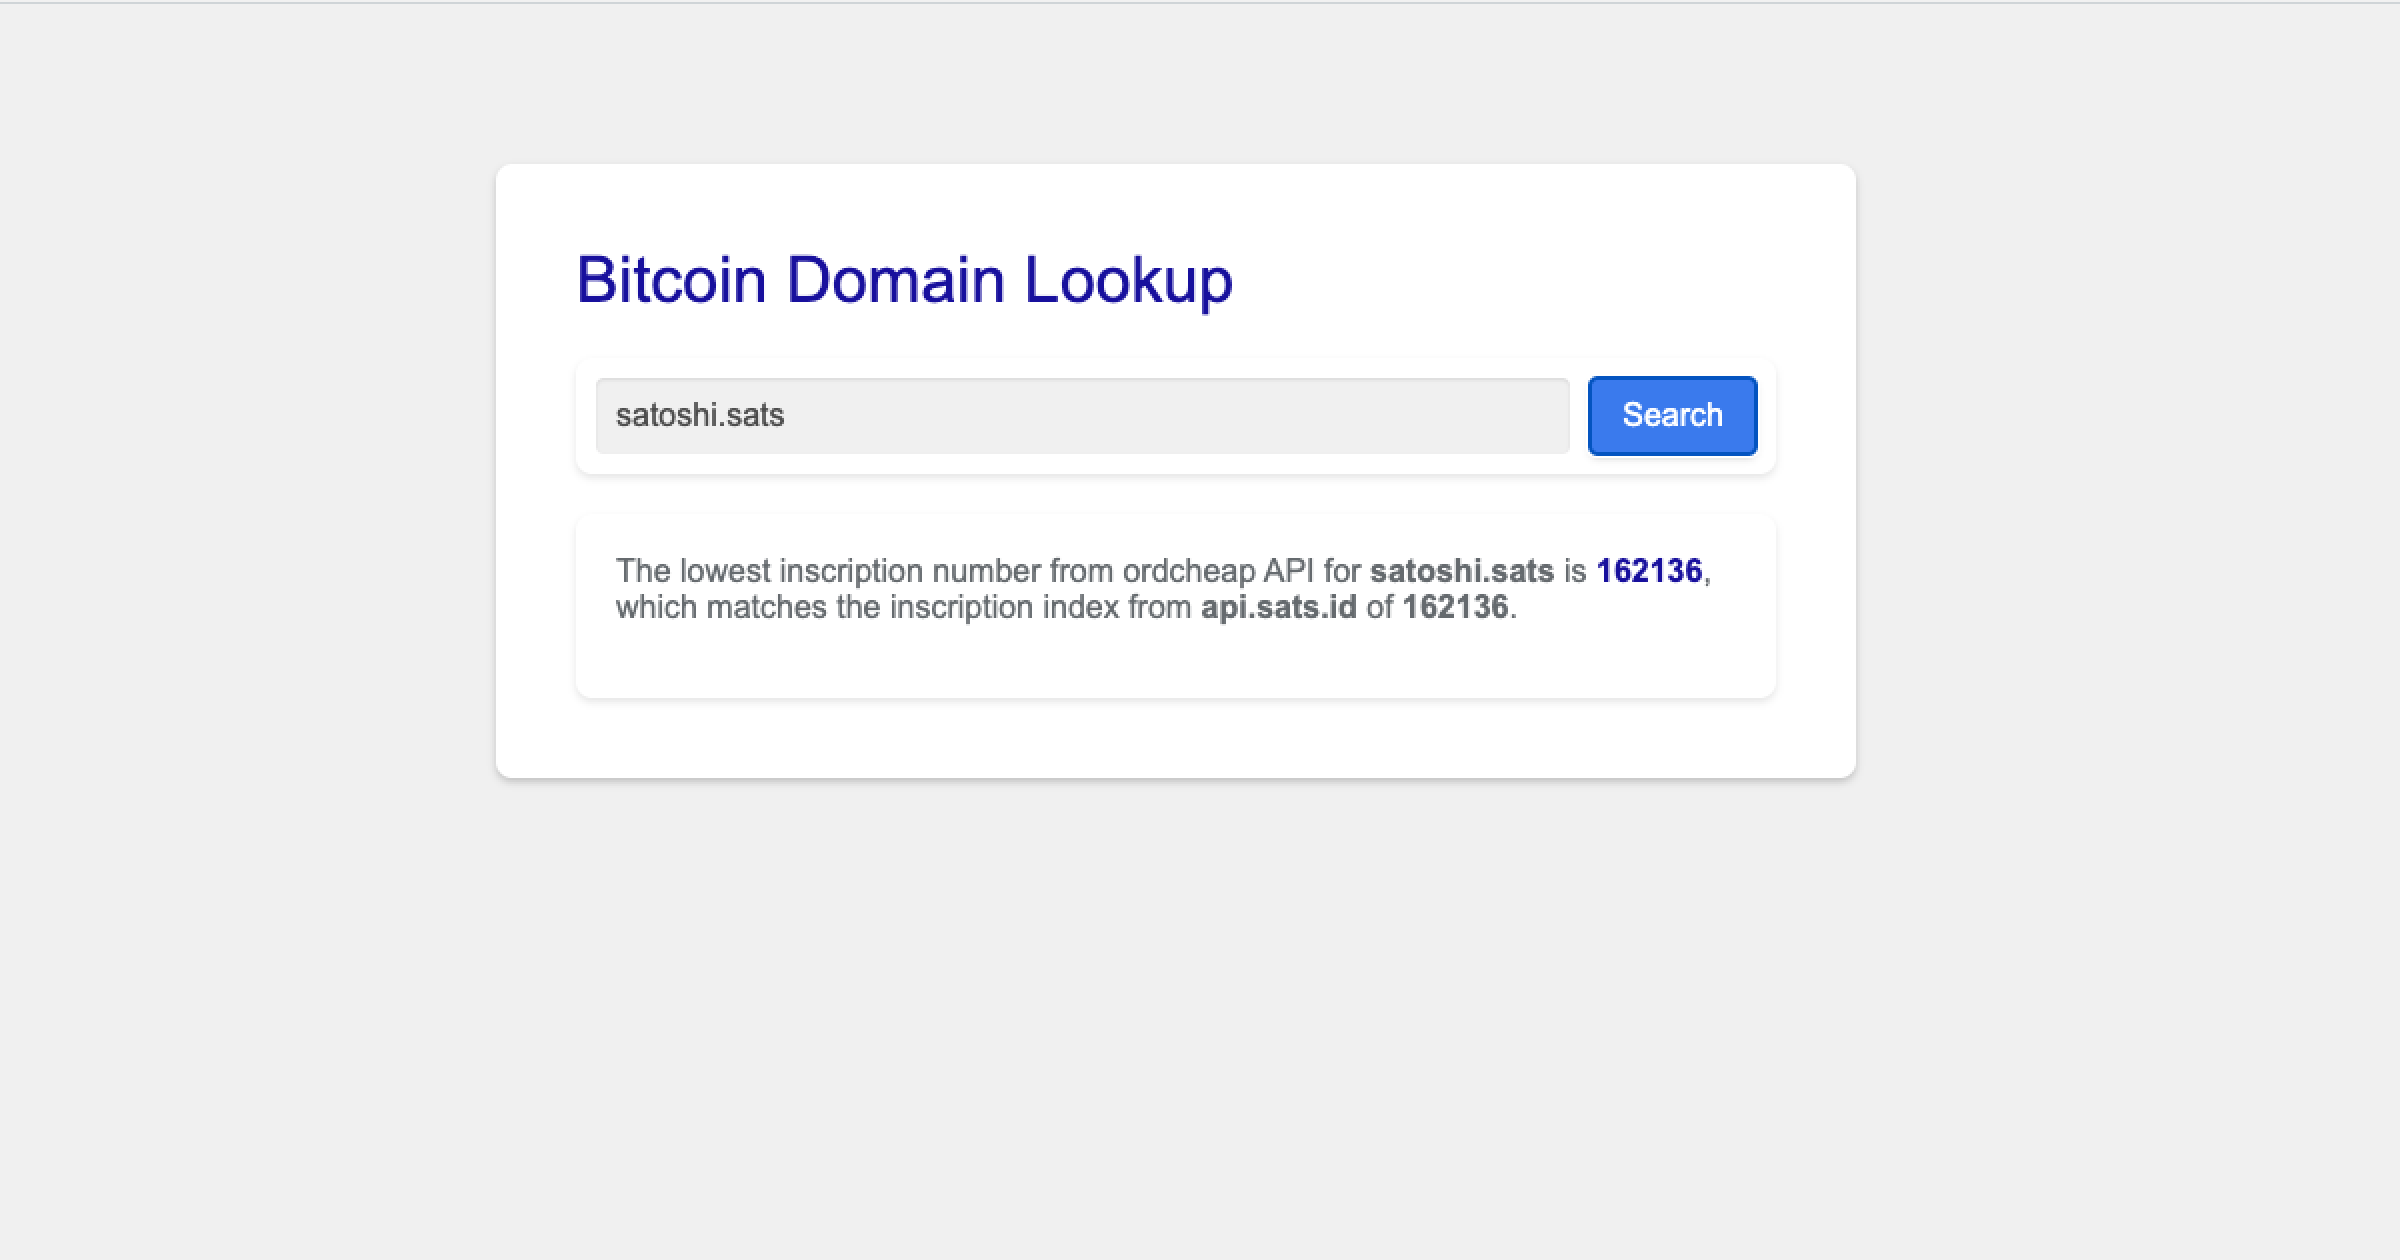 Bitcoin Domain Lookup
satoshi.sats
Search
The lowest inscription number from ordcheap API for satoshi.sats is 162136,
which matches the inscription index from api.sats.id of 162136.